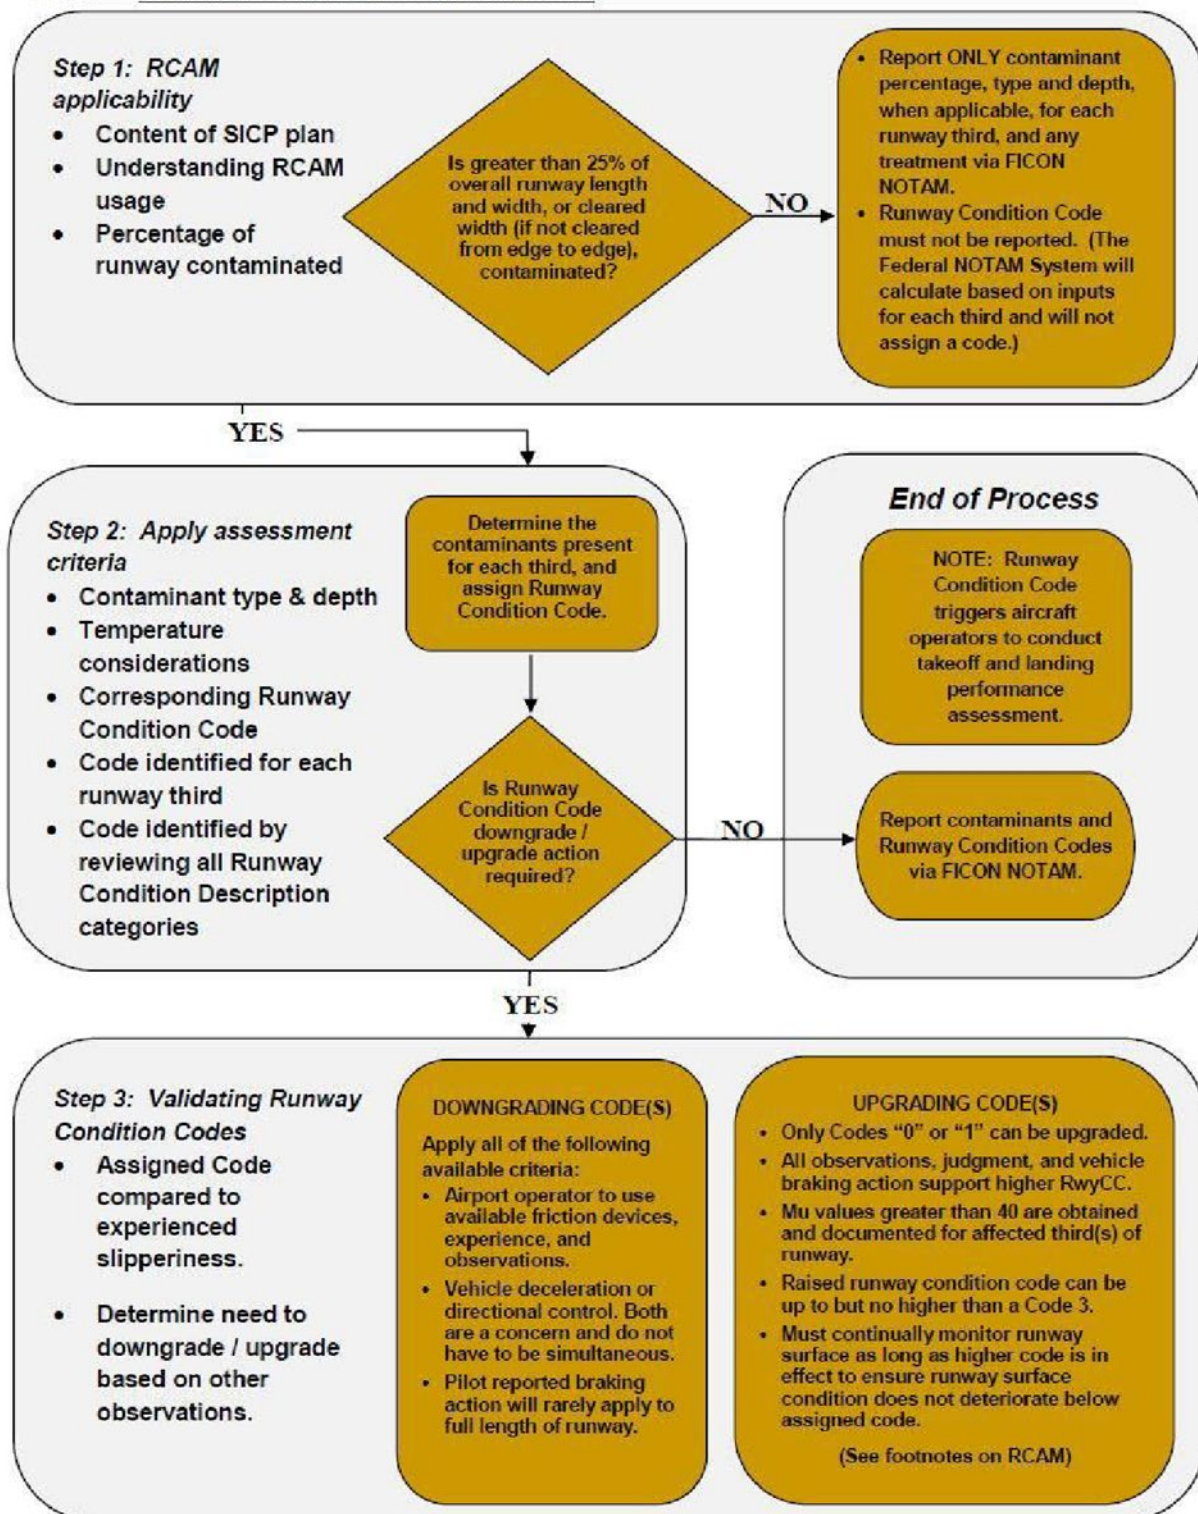 Step 1: RCAM
applicability
• Content of SICP plan
• Understanding RCAM
usage
• Percentage of
runway contaminated
Is greater than 25% of
overall runway length
and width, or cleared
width (if not cleared
from edge to edge),
contaminated?
NO
• Report ONLY contaminant
percentage, type and depth,
when applicable, for each
runway third, and any
treatment via FICON
NOTAM.
• Runway Condition Code
must not be reported. (The
Federal NOTAM System will
calculate based on inputs
for each third and will not
assign a code.)
YES
Step 2: Apply assessment
criteria
• Contaminant type & depth
• Temperature
considerations
• Corresponding Runway
Condition Code
• Code identified for each
runway third
• Code identified by
reviewing all Runway
Condition Description
categories
Determine the
contaminants present
for each third, and
assign Runway
Condition Code.
Is Runway
Condition Code
downgrade /
upgrade action
required?
NO
End of Process
NOTE: Runway
Condition Code
triggers aircraft
operators to conduct
takeoff and landing
performance
assessment.
Report contaminants and
Runway Condition Codes
via FICON NOTAM.
YES
Step 3: Validating Runway
Condition Codes
• Assigned Code
compared to
experienced
slipperiness.
• Determine need to
downgrade / upgrade
based on other
observations.
DOWNGRADING CODE(S)
Apply all of the following
available criteria:
• Airport operator to use
available friction devices,
experience, and
observations.
• Vehicle deceleration or
directional control. Both
are a concern and do not
have to be simultaneous.
• Pilot reported braking
action will rarely apply to
full length of runway.
UPGRADING CODE(S)
• Only Codes “0” or “1” can be upgraded.
• All observations, judgment, and vehicle
braking action support higher RwyCC.
• Mu values greater than 40 are obtained
and documented for affected third(s) of
runway.
• Raised runway condition code can be
up to but no higher than a Code 3.
• Must continually monitor runway
surface as long as higher code is in
effect to ensure runway surface
condition does not deteriorate below
assigned code.
(See footnotes on RCAM)